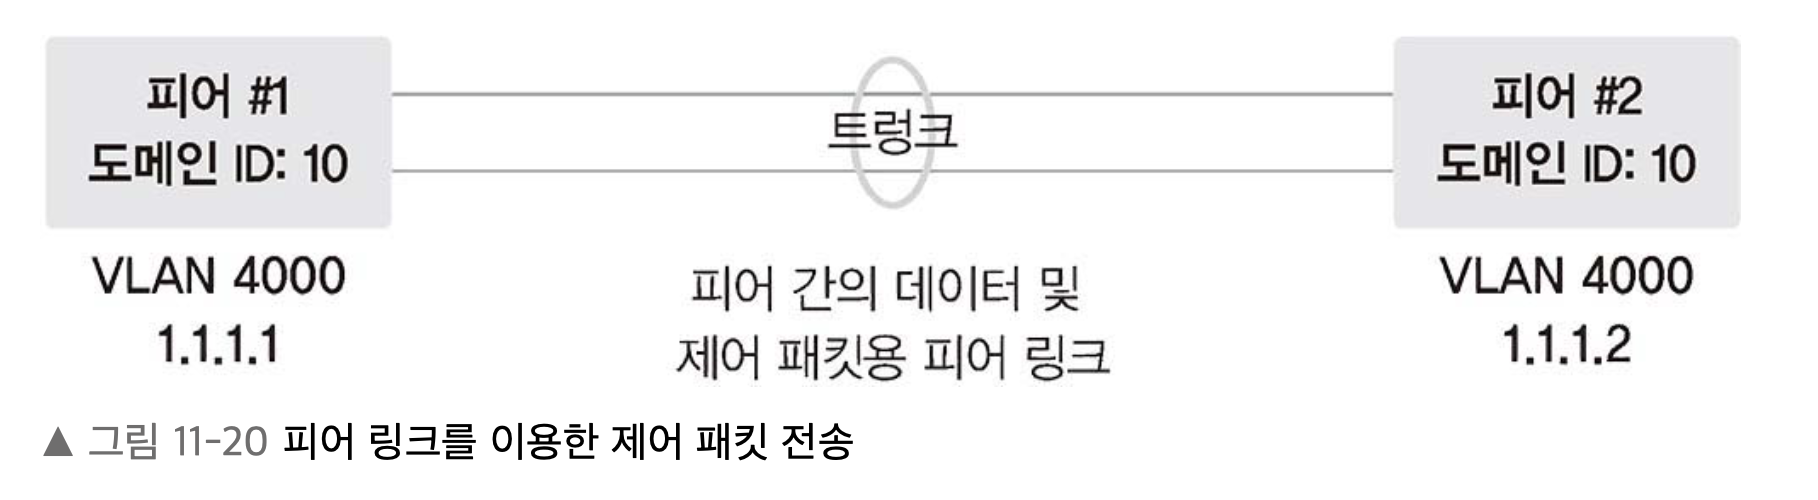 피어 #1
도메인 ID: 10
트렁크
피어 #2
도메인 ID: 10
VLAN 4000
1.1.1.1
피어 간의 데이터 및
제어 패킷용 피어 링크
VLAN 4000
1.1.1.2
▲ 그림 11-20 피어 링크를 이용한 제어 패킷 전송